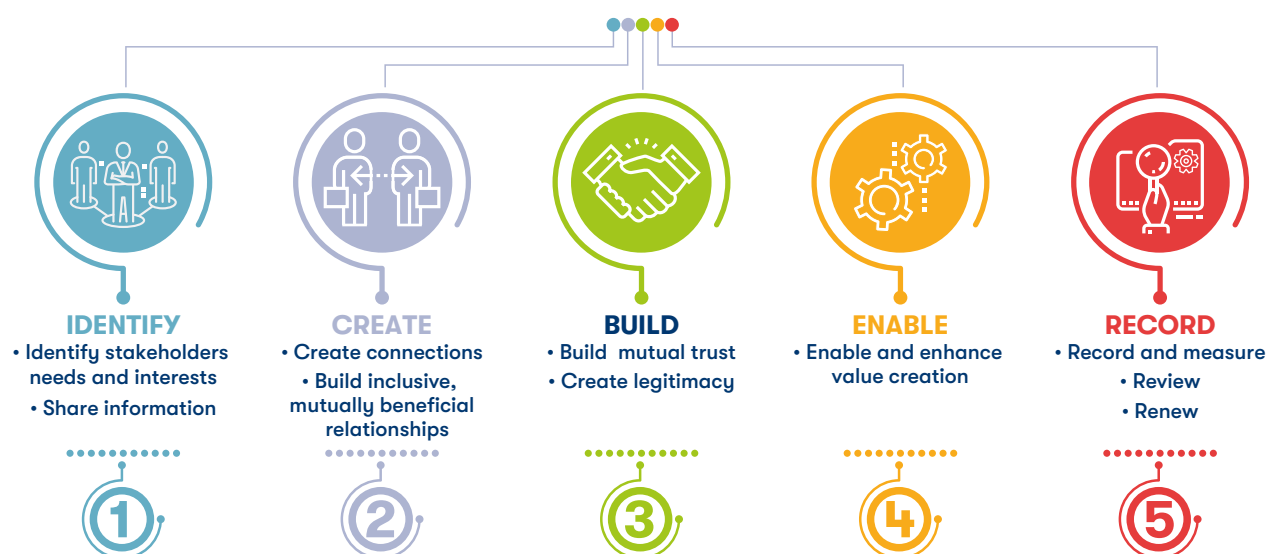 IDENTIFY
• Identify stakeholders
needs and interests
• Share information
1
CREATE
• Create connections
• Build inclusive,
mutually beneficial
relationships
2
BUILD
• Build mutual trust
• Create legitimacy
3
ENABLE
• Enable and enhance
value creation
4
RECORD
• Record and measure
• Review
• Renew
5